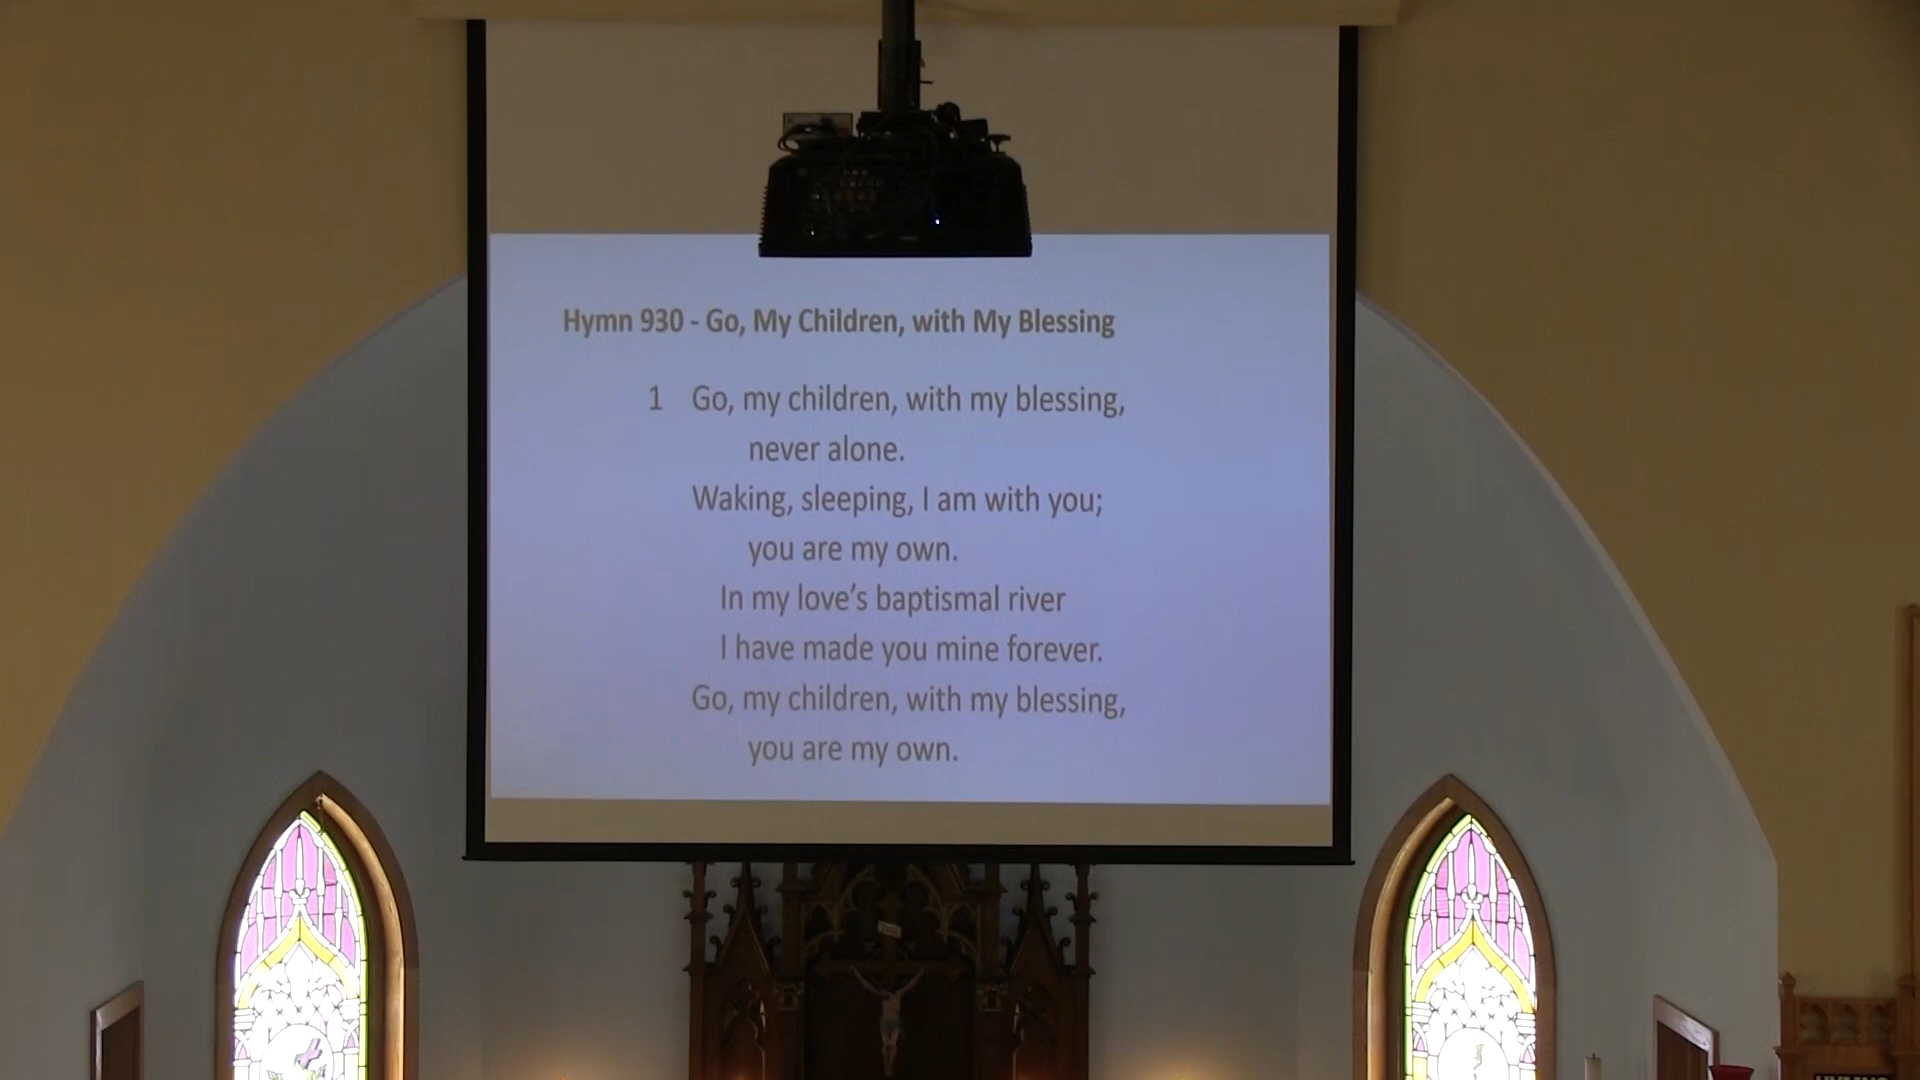 Hymn 930 - Go, My Children, with My Blessing
1 Go, my children, with my blessing,
never alone.
Waking, sleeping, I am with you;
you are my own.
In my love’s baptismal river
I have made you mine forever.
Go, my children, with my blessing,
you are my own.